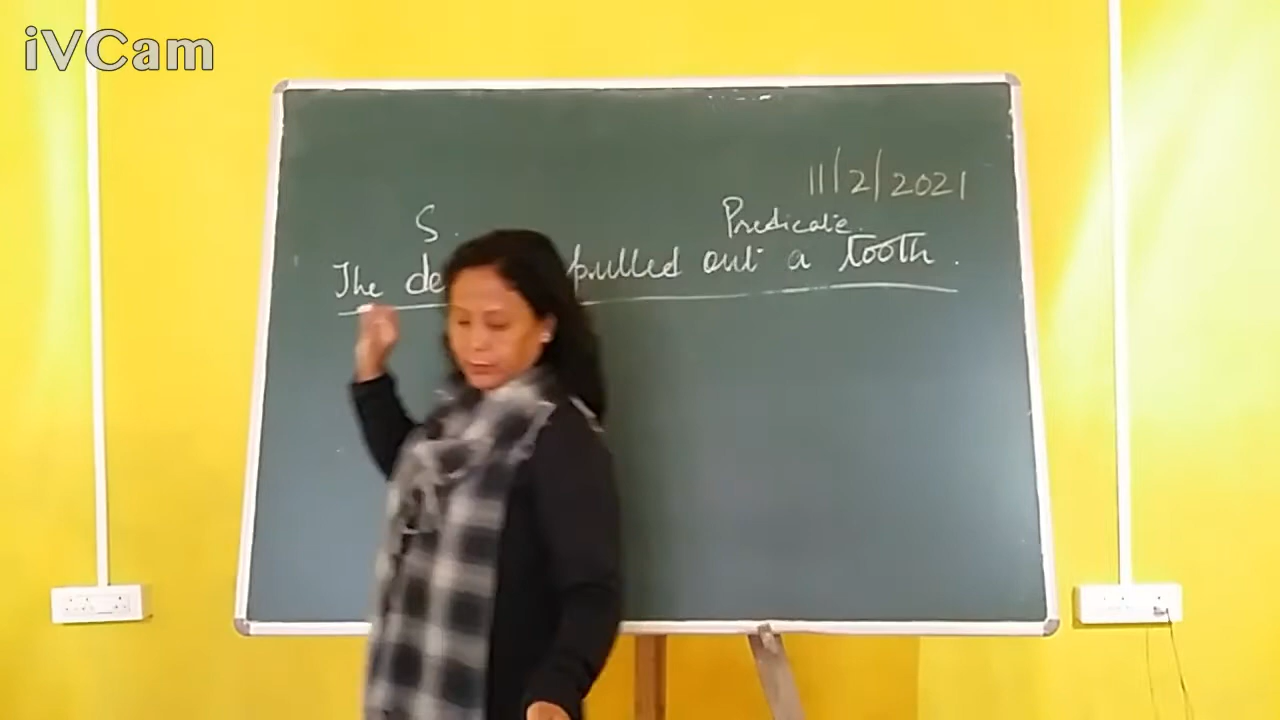 iVCam
11/2/2021
S. Predicate.
The de pulled out a tooth.